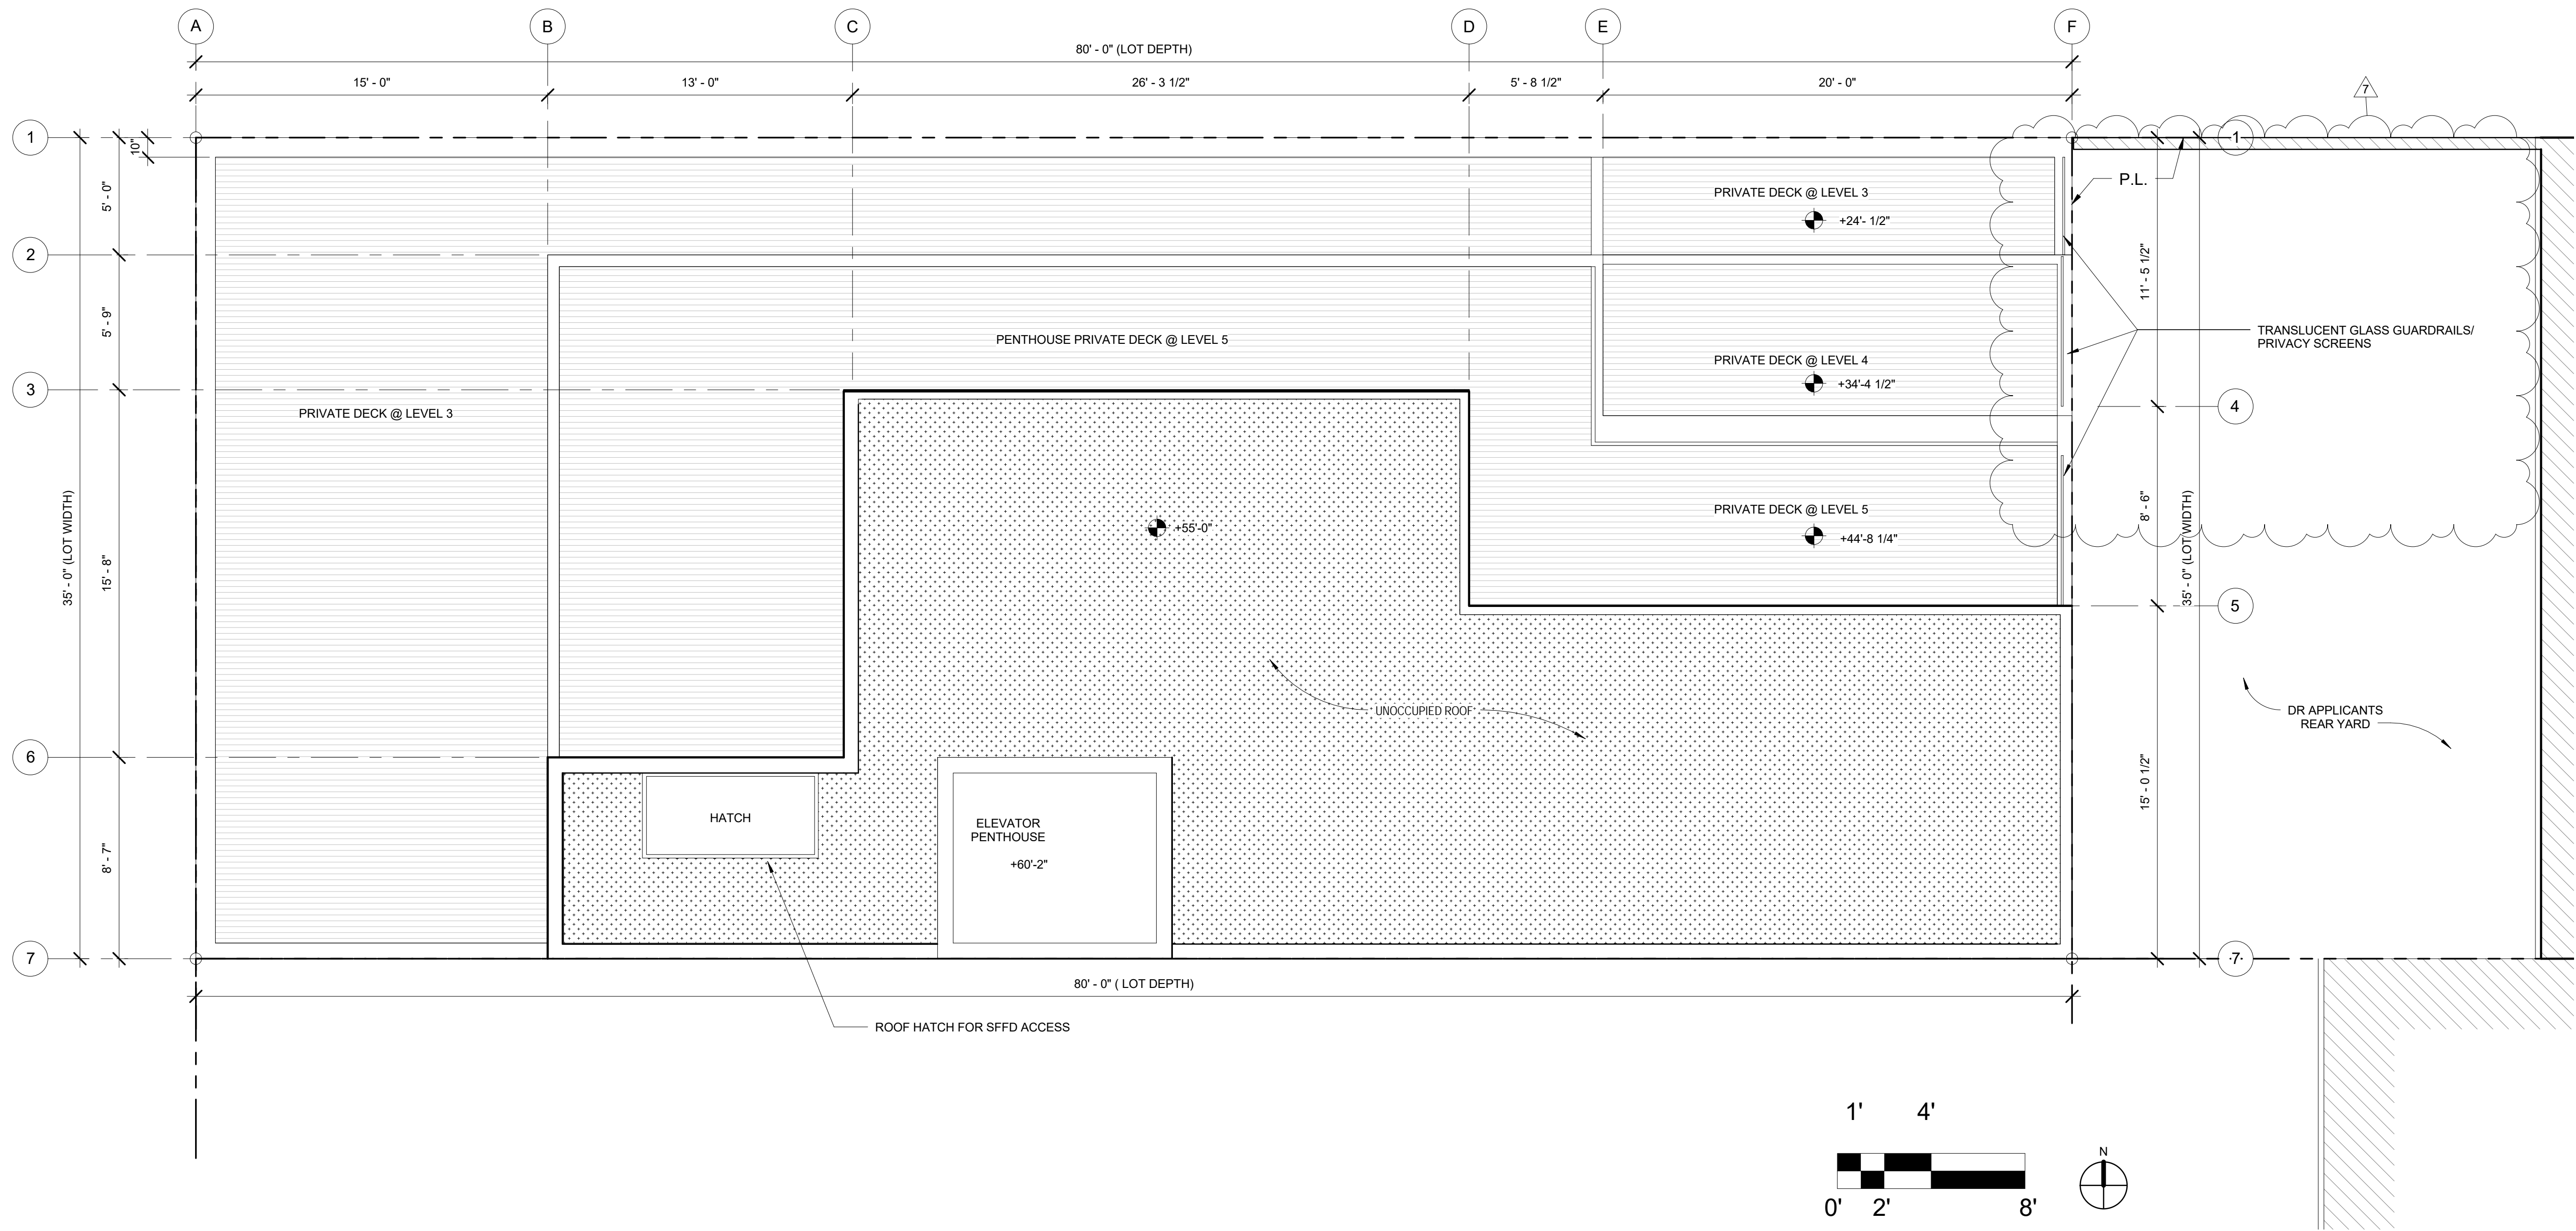 A
B
C
D
E
F
80' - 0" (LOT DEPTH)
15' - 0"
13' - 0"
26' - 3 1/2"
5' - 8 1/2"
20' - 0"
7
1
10"
1
P.L.
5' - 0"
PRIVATE DECK @ LEVEL 3
+24'- 1/2"
2
11' - 5 1/2"
5' - 9"
PENTHOUSE PRIVATE DECK @ LEVEL 5
TRANSLUCENT GLASS GUARDRAILS/
PRIVACY SCREENS
PRIVATE DECK @ LEVEL 4
+34'-4 1/2"
3
4
PRIVATE DECK @ LEVEL 3
35' - 0" (LOT WIDTH)
15' - 8"
+55'-0"
PRIVATE DECK @ LEVEL 5
+44'-8 1/4"
8' - 6"
35' - 0" (LOT WIDTH)
5
UNOCCUPIED ROOF
DR APPLICANTS
REAR YARD
6
15' - 0 1/2"
HATCH
ELEVATOR
PENTHOUSE
+60'-2"
8' - 7"
7
7
80' - 0" ( LOT DEPTH)
ROOF HATCH FOR SFFD ACCESS
1'
4'
N
0'
2'
8'